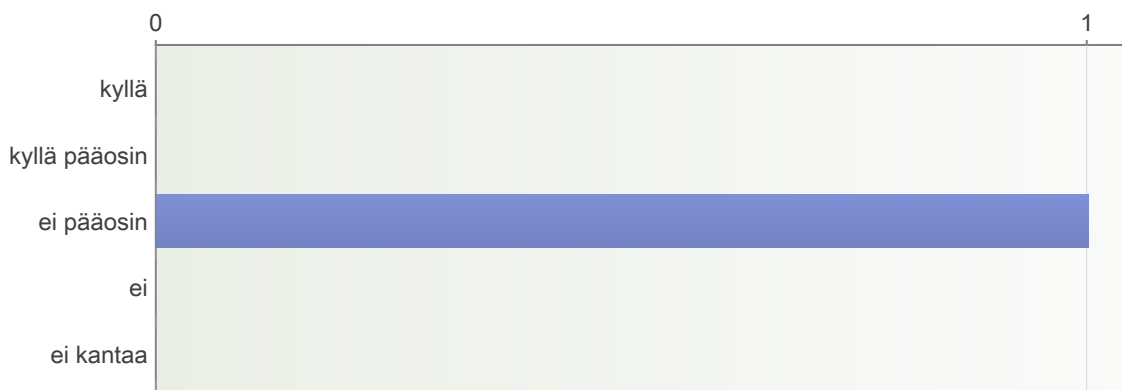 0 1
kyllä
kyllä pääosin
ei pääosin
ei
ei kantaa